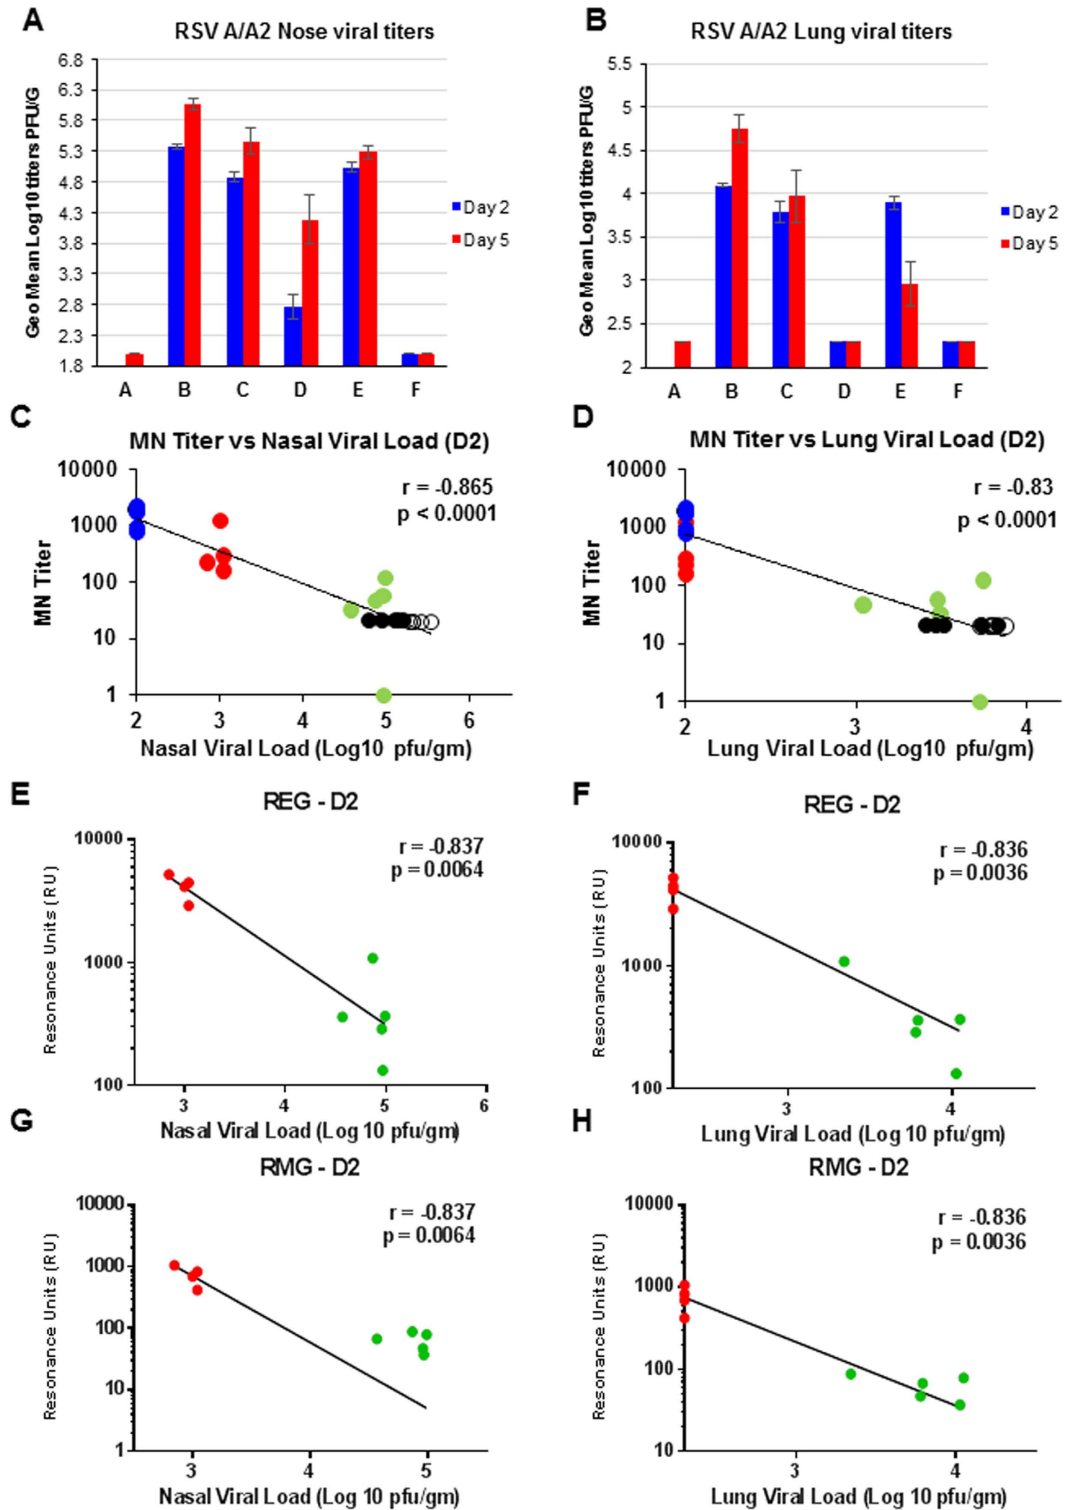 A
RSV A/A2 Nose viral titers
Geo Mean Log10 titers PFU/G
6.8
6.3
5.8
5.3
4.8
4.3
3.8
3.3
2.8
2.3
1.8
A B C D E F
Day 2
Day 5
B
RSV A/A2 Lung viral titers
Geo Mean Log10 titers PFU/G
5.5
5
4.5
4
3.5
3
2.5
2
A B C D E F
Day 2
Day 5
C
MN Titer vs Nasal Viral Load (D2)
r = -0.865
p < 0.0001
MN Titer
10000
1000
100
10
1
2 3 4 5 6
Nasal Viral Load (Log10 pfu/gm)
D
MN Titer vs Lung Viral Load (D2)
r = -0.83
p < 0.0001
MN Titer
10000
1000
100
10
1
2 3 4
Lung Viral Load (Log10 pfu/gm)
E
REG - D2
r = -0.837
p = 0.0064
Resonance Units (RU)
10000
1000
100
3 4 5 6
Nasal Viral Load (Log 10 pfu/gm)
F
REG - D2
r = -0.836
p = 0.0036
Resonance Units (RU)
10000
1000
100
3 4
Lung Viral Load (Log 10 pfu/gm)
G
RMG - D2
r = -0.837
p = 0.0064
Resonance Units (RU)
10000
1000
100
10
1
3 4 5
Nasal Viral Load (Log 10 pfu/gm)
H
RMG - D2
r = -0.836
p = 0.0036
Resonance Units (RU)
10000
1000
100
10
3 4
Lung Viral Load (Log 10 pfu/gm)